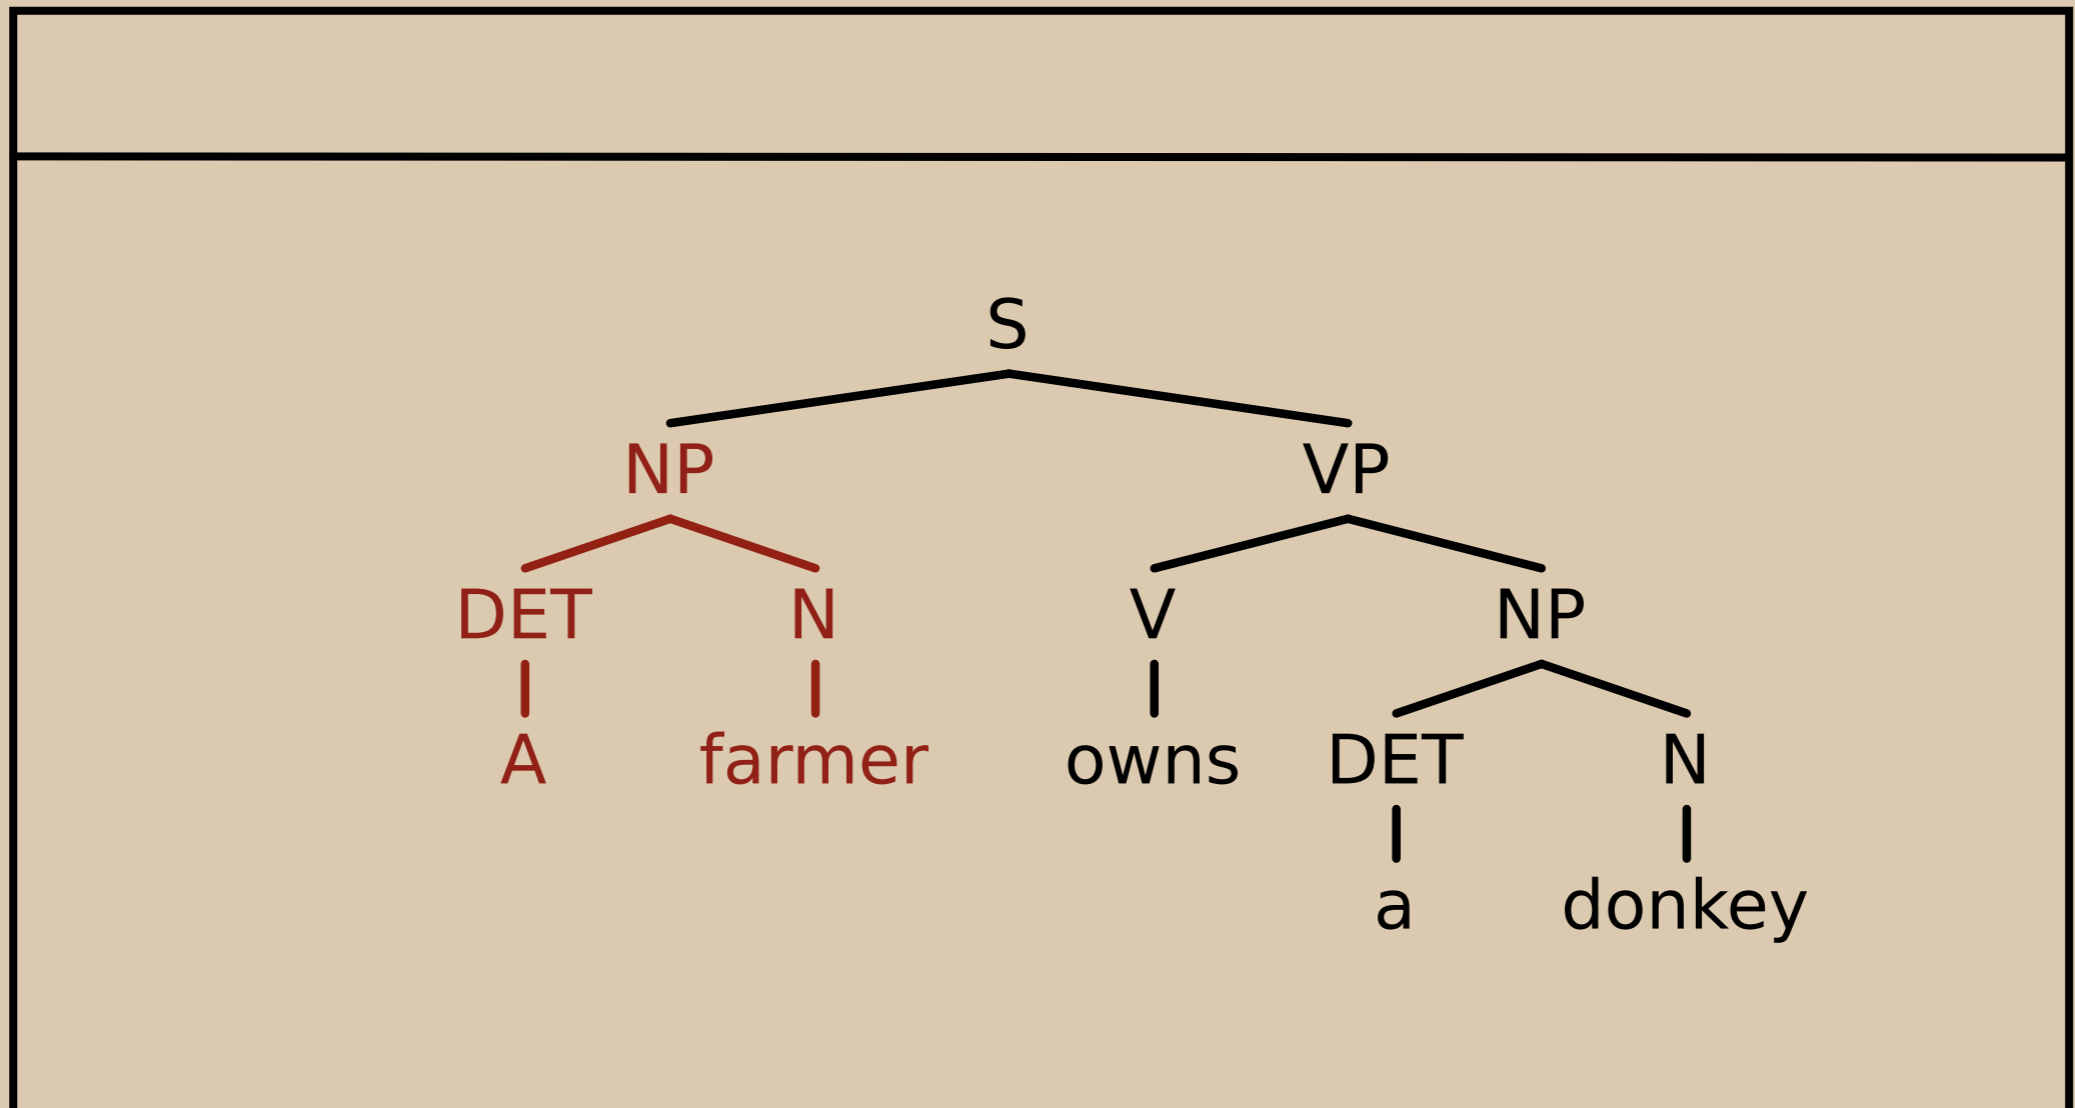 S
NP VP
DET N V NP
A farmer owns DET N
a donkey